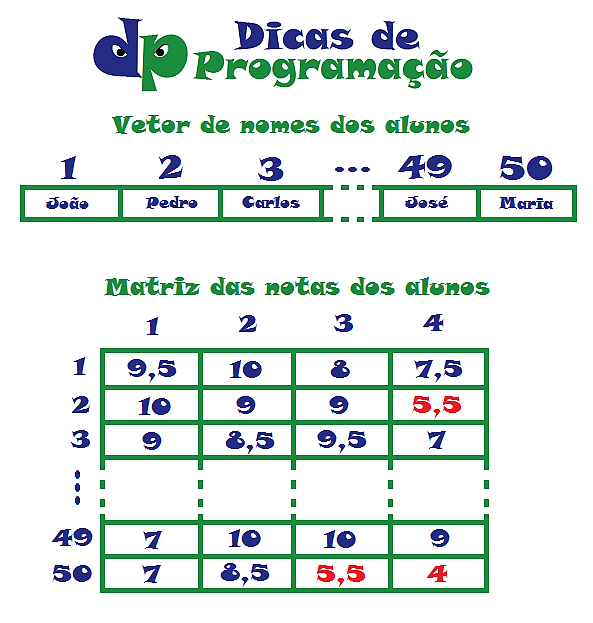 dp Dicas de
Programação
Vetor de nomes dos alunos
1 2 3 ... 49 50
João Pedro Carlos José Maria
Matriz das notas dos alunos
1 2 3 4
1 9,5 10 8 7,5
2 10 9 9 5,5
3 9 8,5 9,5 7
49 7 10 10 9
50 7 8,5 5,5 4